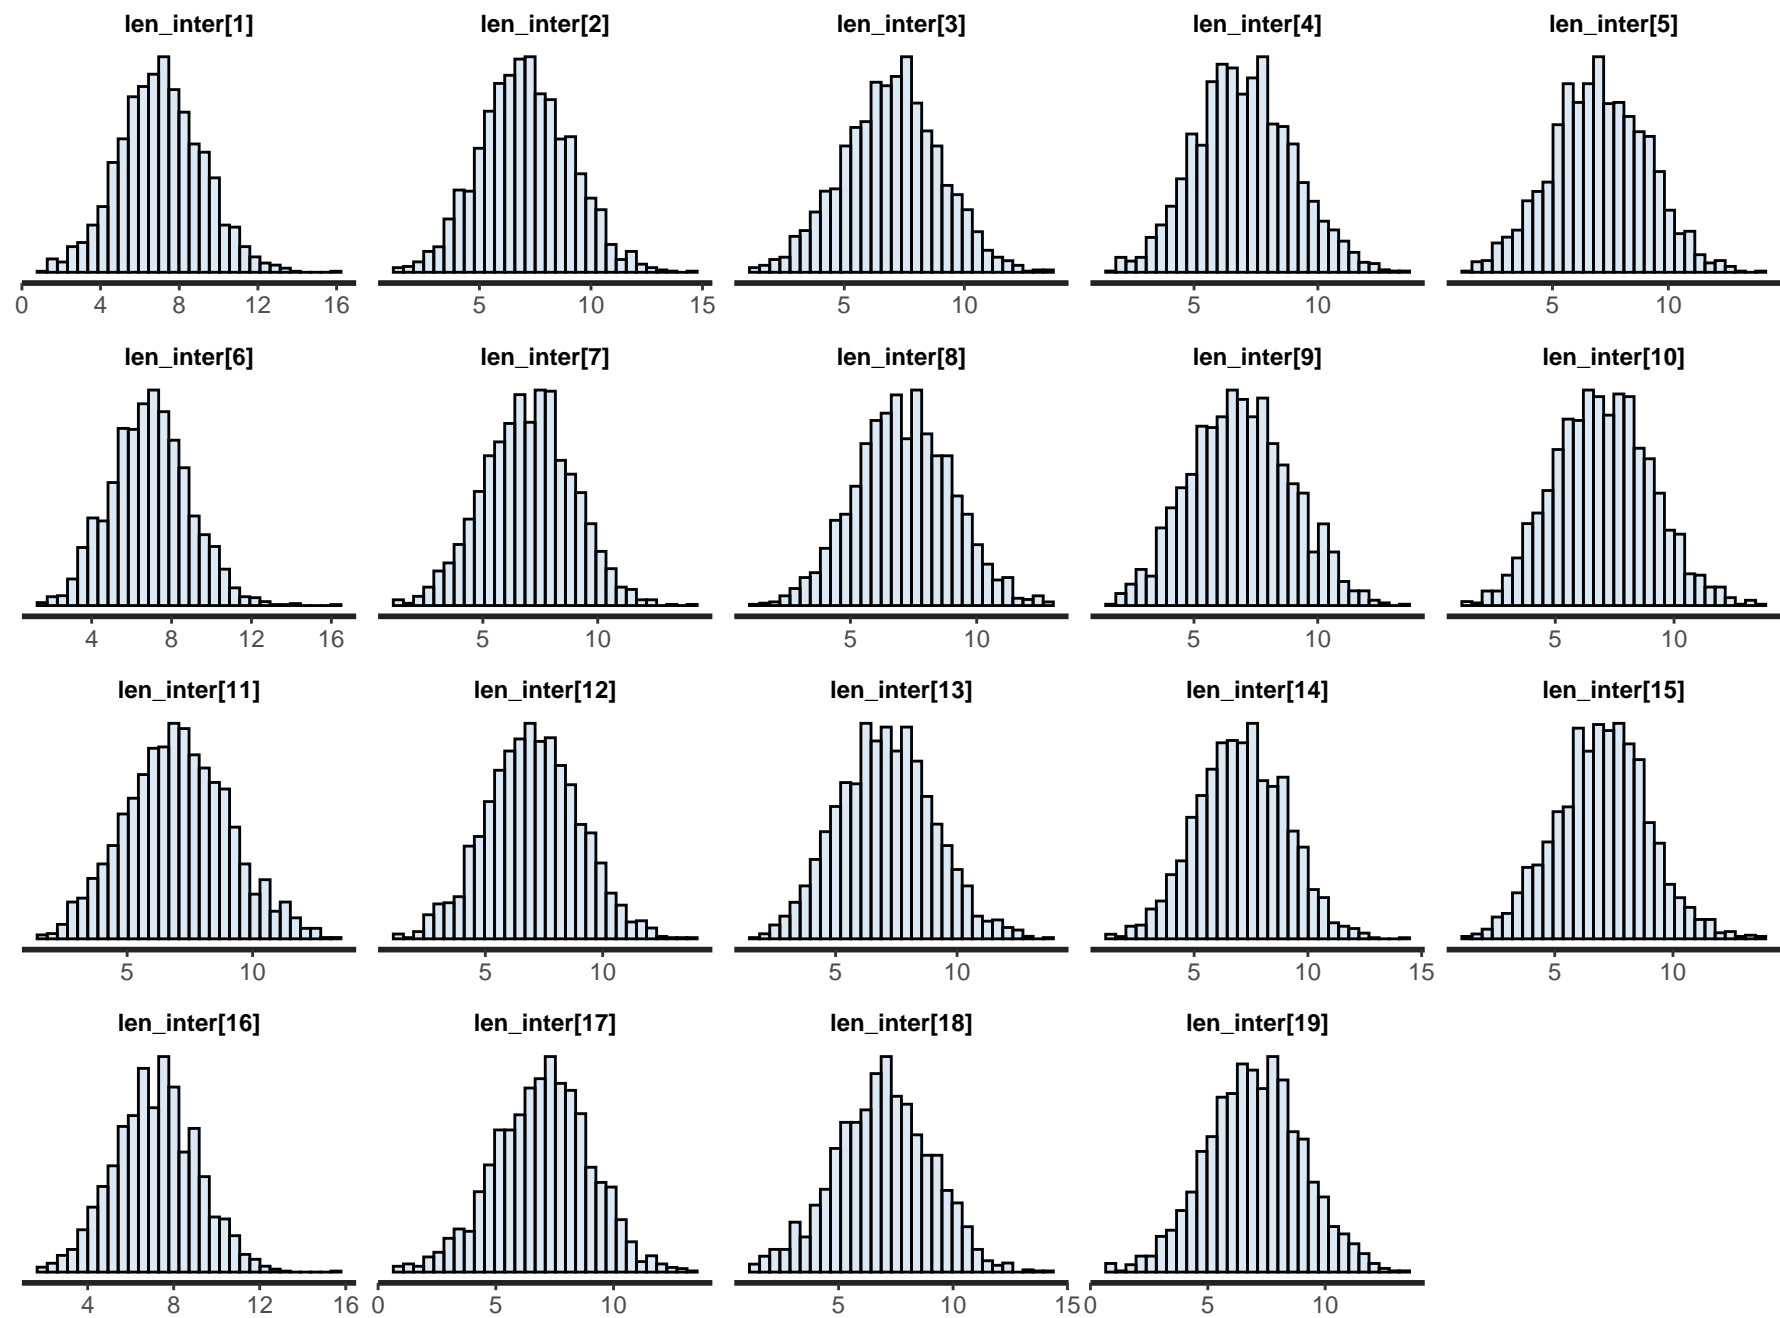 len_inter[1] len_inter[2] len_inter[3] len_inter[4] len_inter[5]
0 4 8 12 16 5 10 15 5 10 5 10 5 10
len_inter[6] len_inter[7] len_inter[8] len_inter[9] len_inter[10]
4 8 12 16 5 10 5 10 5 10 5 10
len_inter[11] len_inter[12] len_inter[13] len_inter[14] len_inter[15]
5 10 5 10 5 10 5 10 15 5 10
len_inter[16] len_inter[17] len_inter[18] len_inter[19]
4 8 12 16 0 5 10 5 10 15 0 5 10